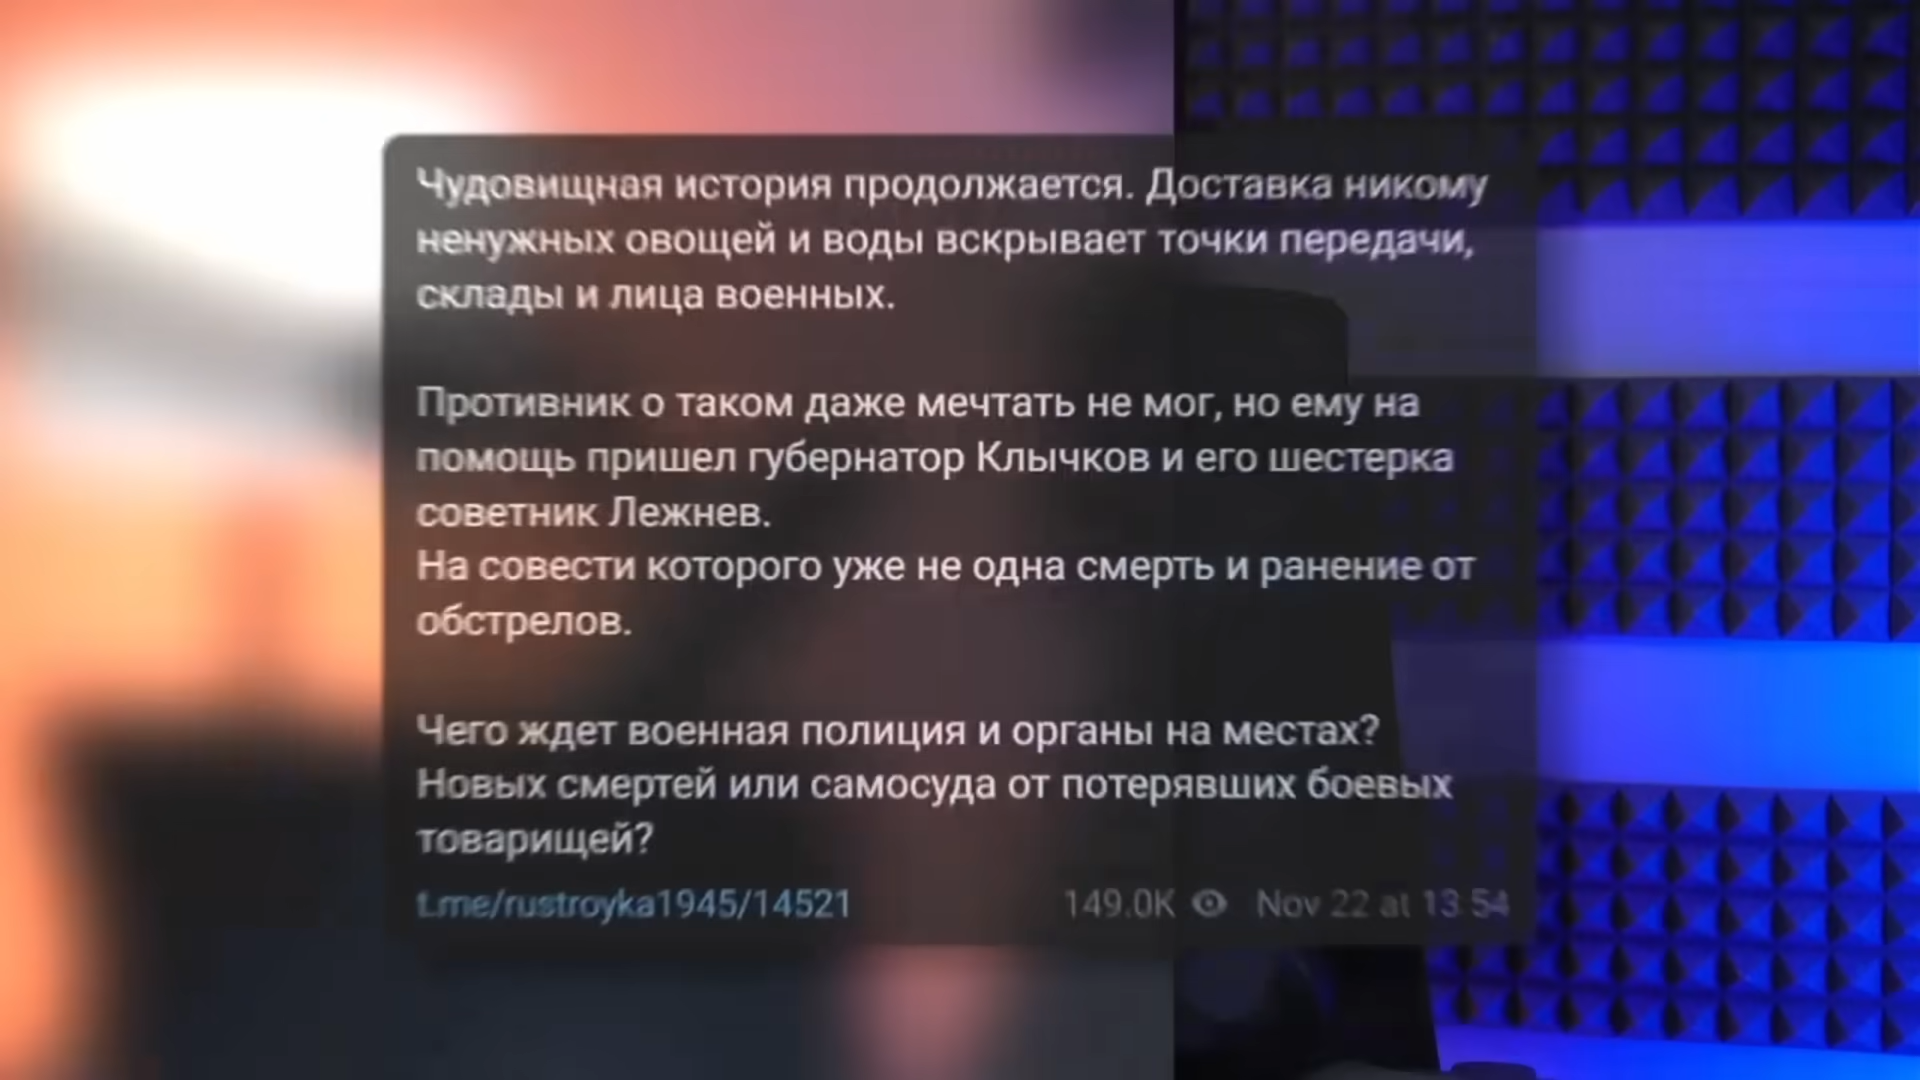 Чудовищная история продолжается. Доставка никому
ненужных овощей и воды вскрывает точки передачи,
склады и лица военных.
Противник о таком даже мечтать не мог, но ему на
помощь пришел губернатор Клычков и его шестерка
советник Лежнев.
На совести которого уже не одна смерть и ранение от
обстрелов.
Чего ждет военная полиция и органы на местах?
Новых смертей или самосуда от потерявших боевых
товарищей?
t.me/rustroyka1945/14521 149.0K Nov 22 at 13:54